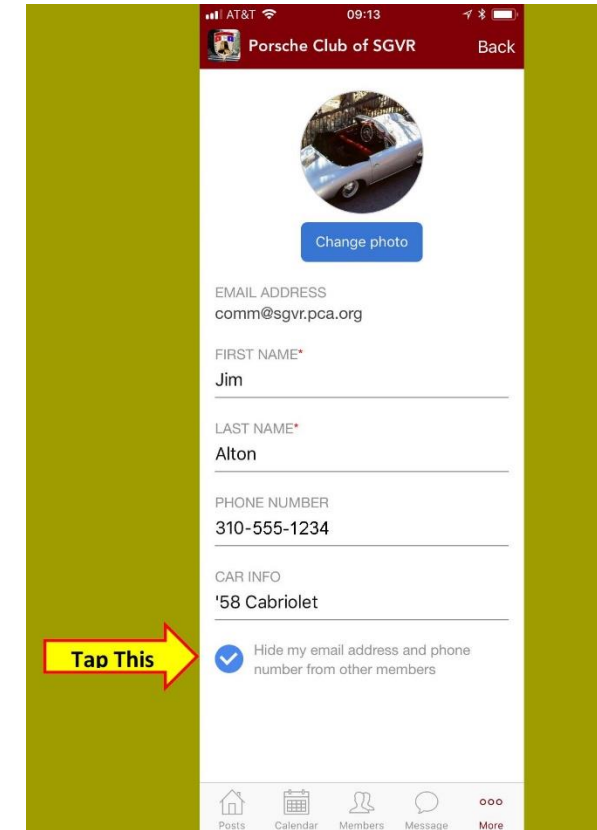 AT&T 09:13
Porsche Club of SGVR Back
Change photo
EMAIL ADDRESS
comm@sgvr.pca.org
FIRST NAME*
Jim
LAST NAME*
Alton
PHONE NUMBER
310-555-1234
CAR INFO
'58 Cabriolet
Tap This
Hide my email address and phone
number from other members
Posts Calendar Members Message More